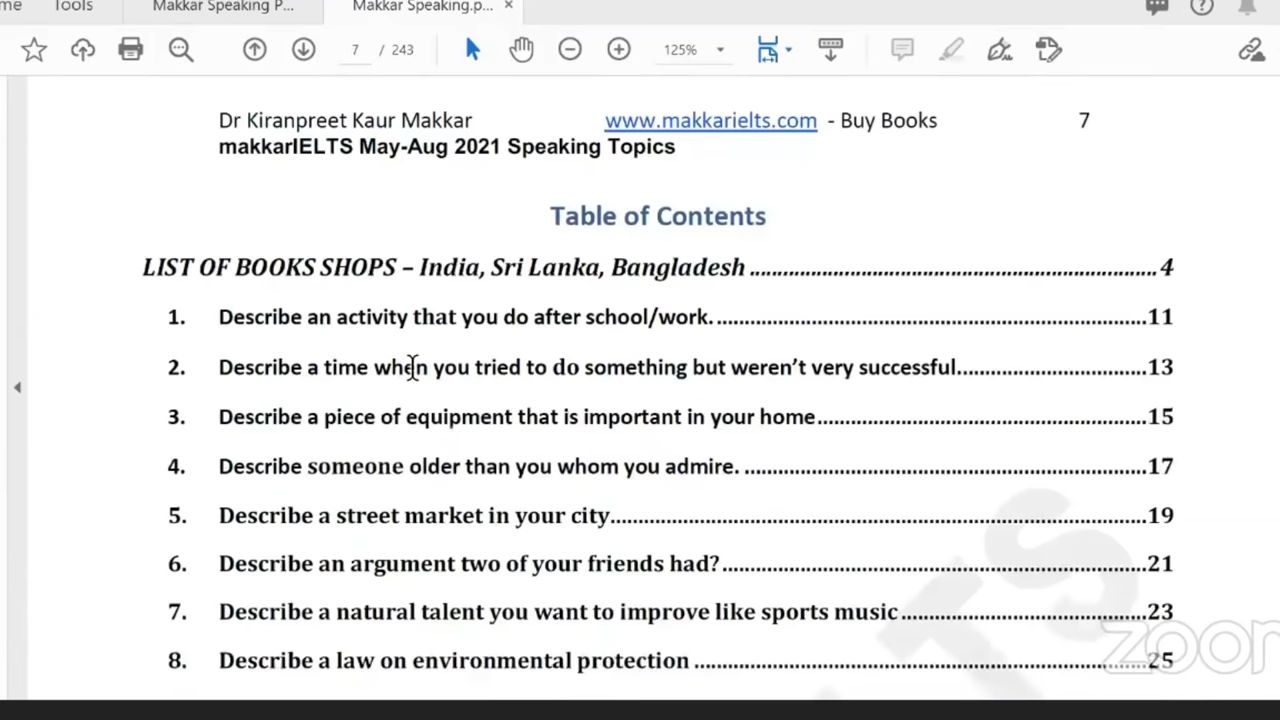 Tools Makkar Speaking P... Makkar Speaking.p...
7 / 243 125%
Dr Kiranpreet Kaur Makkar www.makkarielts.com - Buy Books 7
makkarIELTS May-Aug 2021 Speaking Topics
Table of Contents
LIST OF BOOKS SHOPS – India, Sri Lanka, Bangladesh 4
1. Describe an activity that you do after school/work. 11
2. Describe a time when you tried to do something but weren't very successful. 13
3. Describe a piece of equipment that is important in your home 15
4. Describe someone older than you whom you admire. 17
5. Describe a street market in your city 19
6. Describe an argument two of your friends had? 21
7. Describe a natural talent you want to improve like sports music 23
8. Describe a law on environmental protection 25
zoom